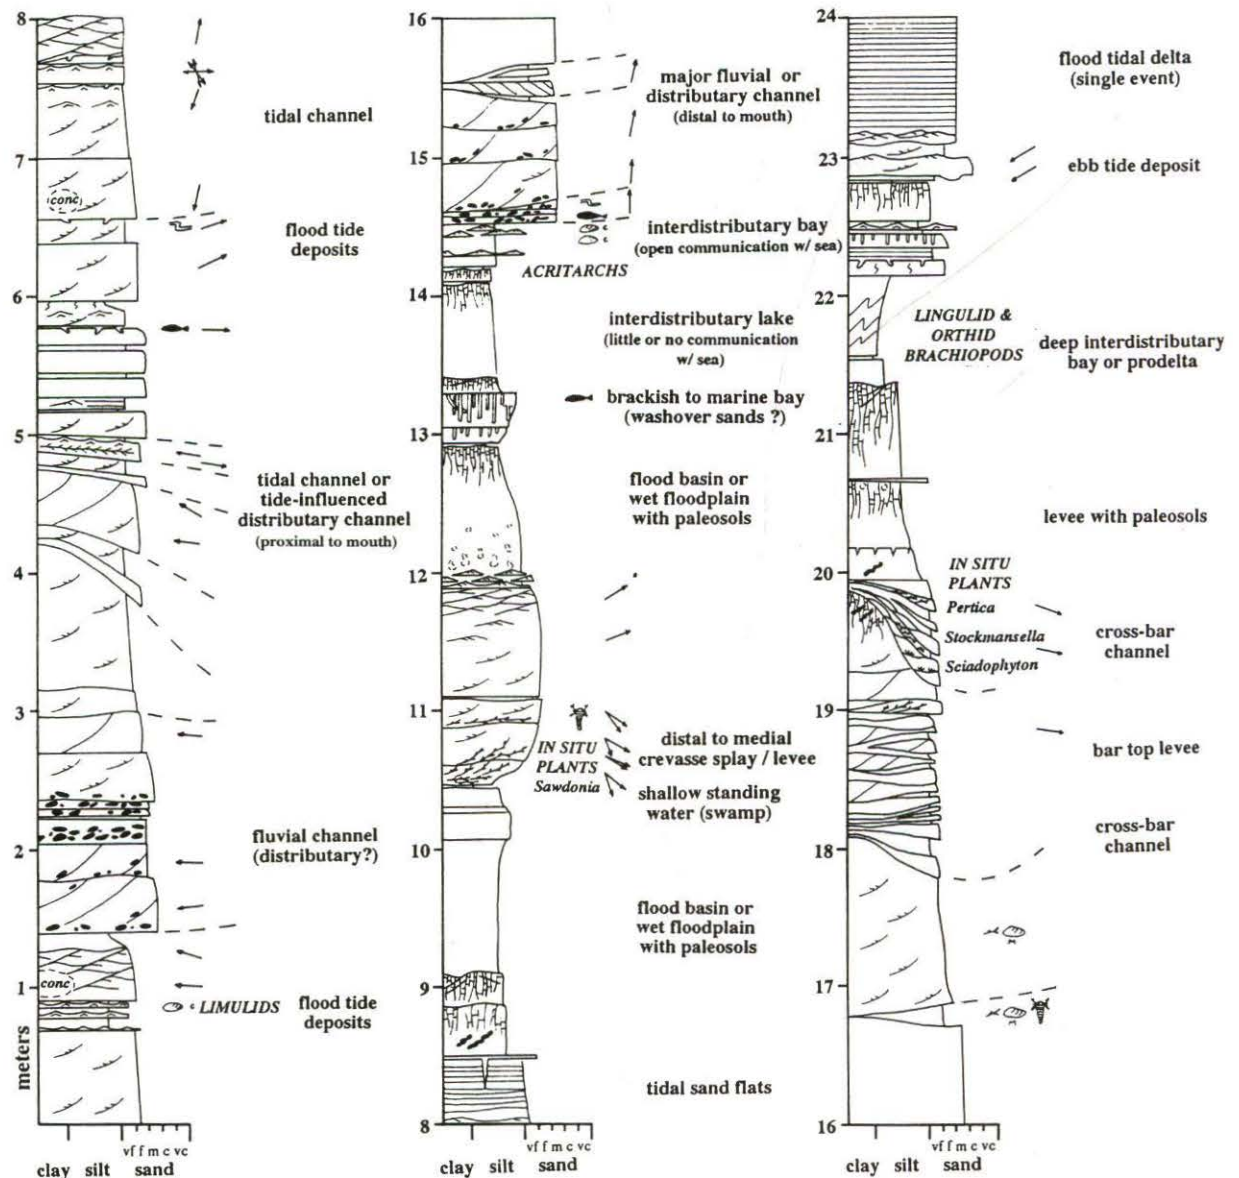 8
tidal channel
7
conc
flood tide
deposits
6
5
tidal channel or
tide-influenced
distributary channel
(proximal to mouth)
4
3
fluvial channel
(distributary?)
2
conc
1
LIMULIDS
flood tide
deposits
meters
vf f m c vc
clay silt sand
16
major fluvial or
distributary channel
(distal to mouth)
15
interdistributary bay
(open communication w/ sea)
ACRITARCHS
14
interdistributary lake
(little or no communication
w/ sea)
brackish to marine bay
(washover sands ?)
13
flood basin or
wet floodplain
with paleosols
12
11
IN SITU
PLANTS
Sawdonia
distal to medial
crevasse splay / levee
shallow standing
water (swamp)
10
flood basin or
wet floodplain
with paleosols
9
tidal sand flats
8
vf f m c vc
clay silt sand
24
flood tidal delta
(single event)
23
ebb tide deposit
22
LINGULID &
ORTHID
BRACHIOPODS
deep interdistributary
bay or prodelta
21
levee with paleosols
20
IN SITU
PLANTS
Pertica
Stockmansella
Sciadophyton
cross-bar
channel
19
bar top levee
cross-bar
channel
18
17
16
vf f m c vc
clay silt sand